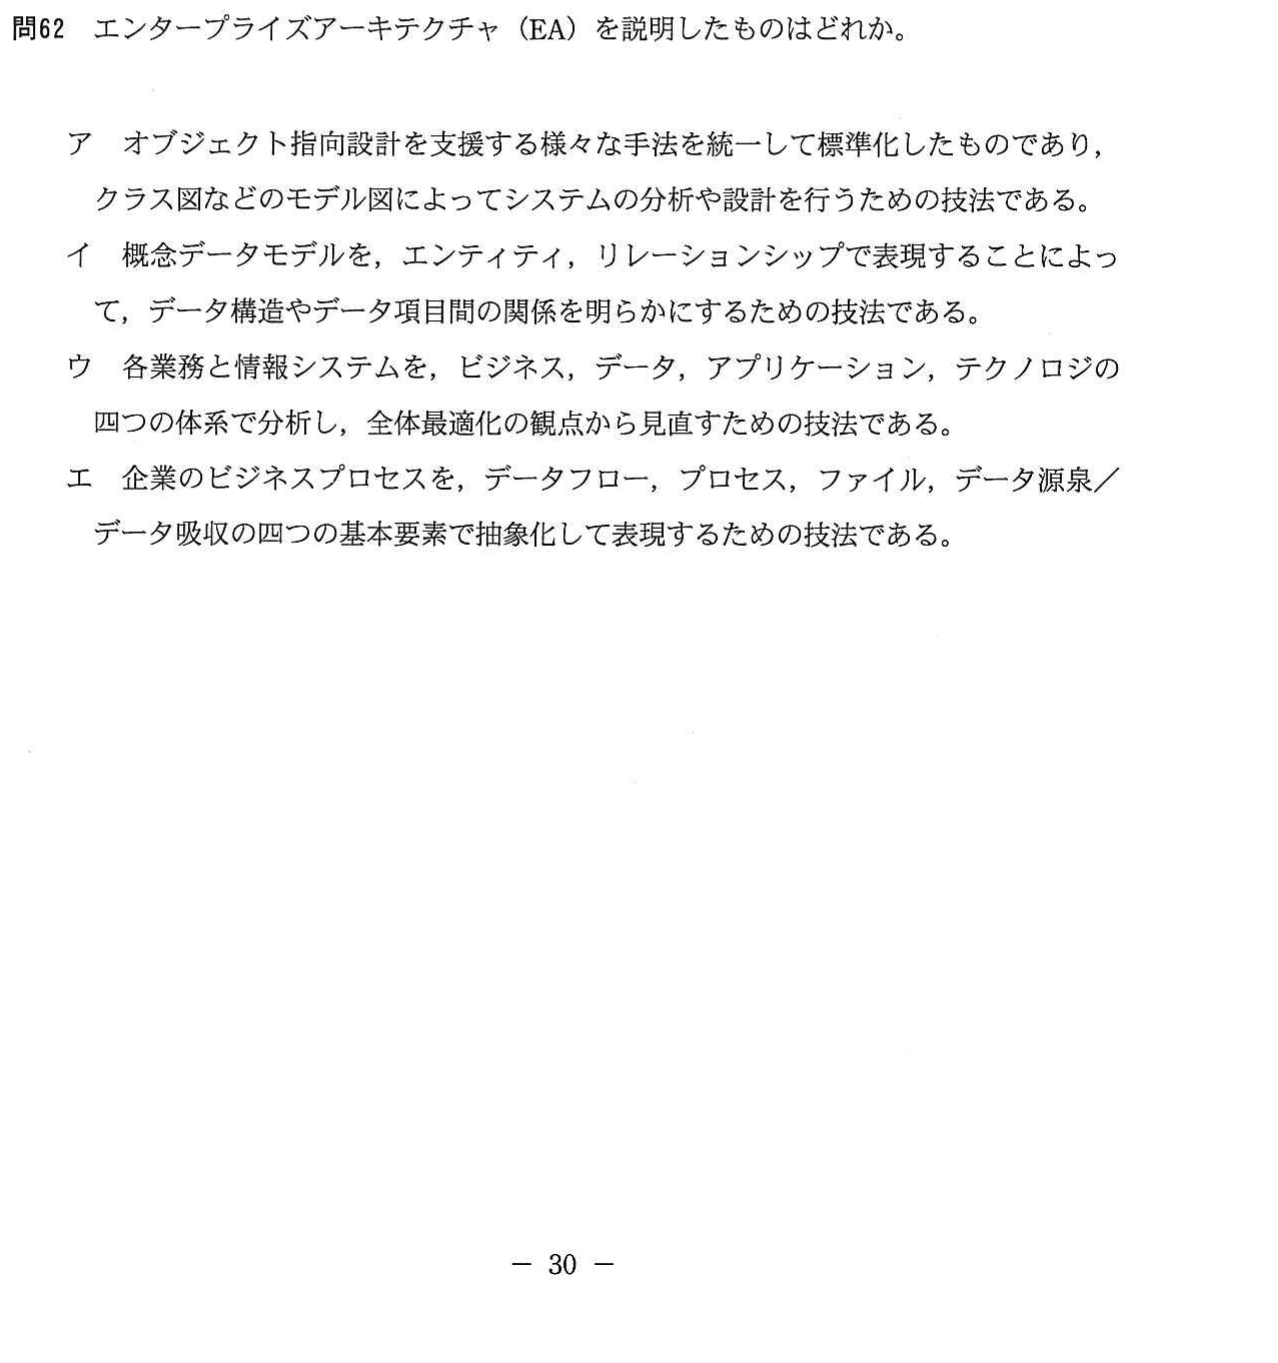 問62　エンタープライズアーキテクチャ（EA）を説明したものはどれか。
ア　オブジェクト指向設計を支援する様々な手法を統一して標準化したものであり，
クラス図などのモデル図によってシステムの分析や設計を行うための技法である。
イ　概念データモデルを，エンティティ，リレーションシップで表現することによっ
て，データ構造やデータ項目間の関係を明らかにするための技法である。
ウ　各業務と情報システムを，ビジネス，データ，アプリケーション，テクノロジの
四つの体系で分析し，全体最適化の観点から見直すための技法である。
エ　企業のビジネスプロセスを，データフロー，プロセス，ファイル，データ源泉／
データ吸収の四つの基本要素で抽象化して表現するための技法である。
－ 30 －